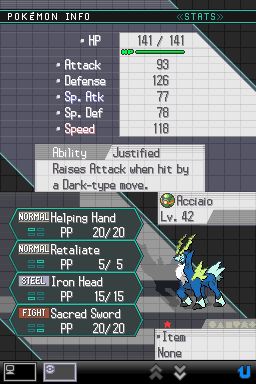 POKéMON INFO «STATS»
HP 141/141
Attack 93
Defense 126
Sp. Atk 77
Sp. Def 78
Speed 118
Ability Justified
Raises Attack when hit by
a Dark-type move.
Acciaio
Lv. 42
NORMAL Helping Hand
PP 20/20
NORMAL Retaliate
PP 5/ 5
STEEL Iron Head
PP 15/15
FIGHT Sacred Sword
PP 20/20
Item
None